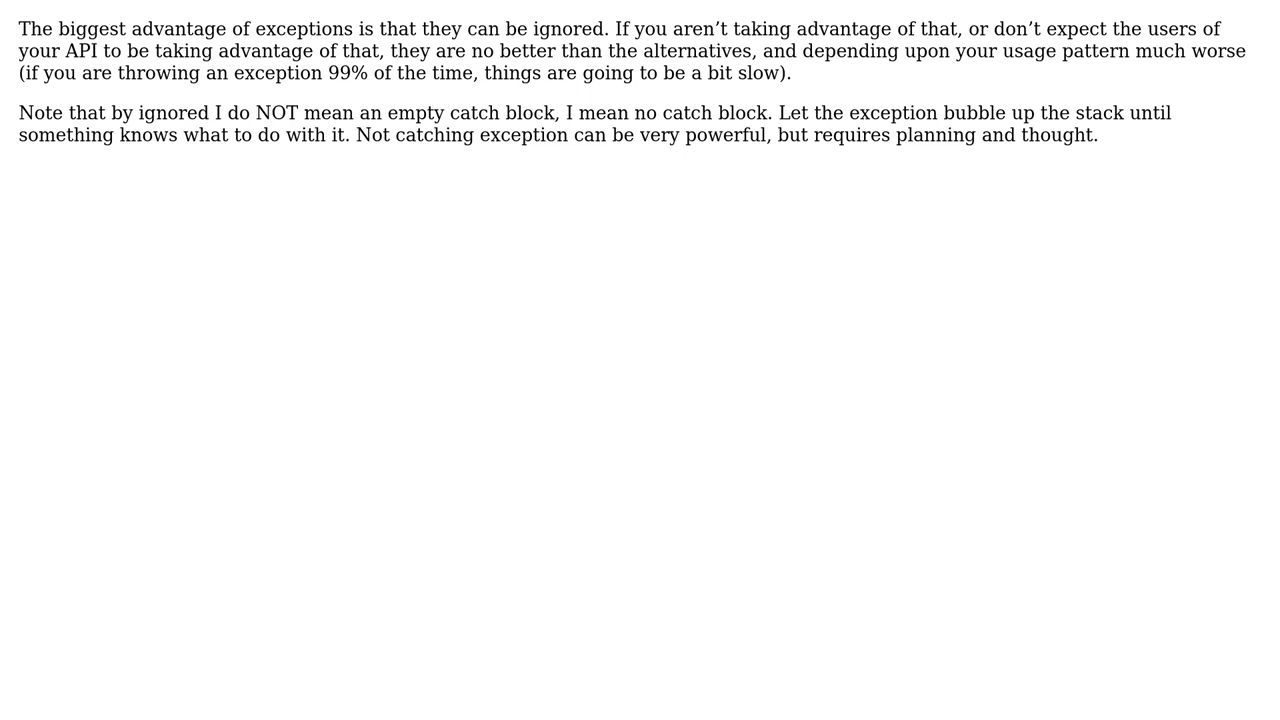 The biggest advantage of exceptions is that they can be ignored. If you aren’t taking advantage of that, or don’t expect the users of
your API to be taking advantage of that, they are no better than the alternatives, and depending upon your usage pattern much worse
(if you are throwing an exception 99% of the time, things are going to be a bit slow).
Note that by ignored I do NOT mean an empty catch block, I mean no catch block. Let the exception bubble up the stack until
something knows what to do with it. Not catching exception can be very powerful, but requires planning and thought.